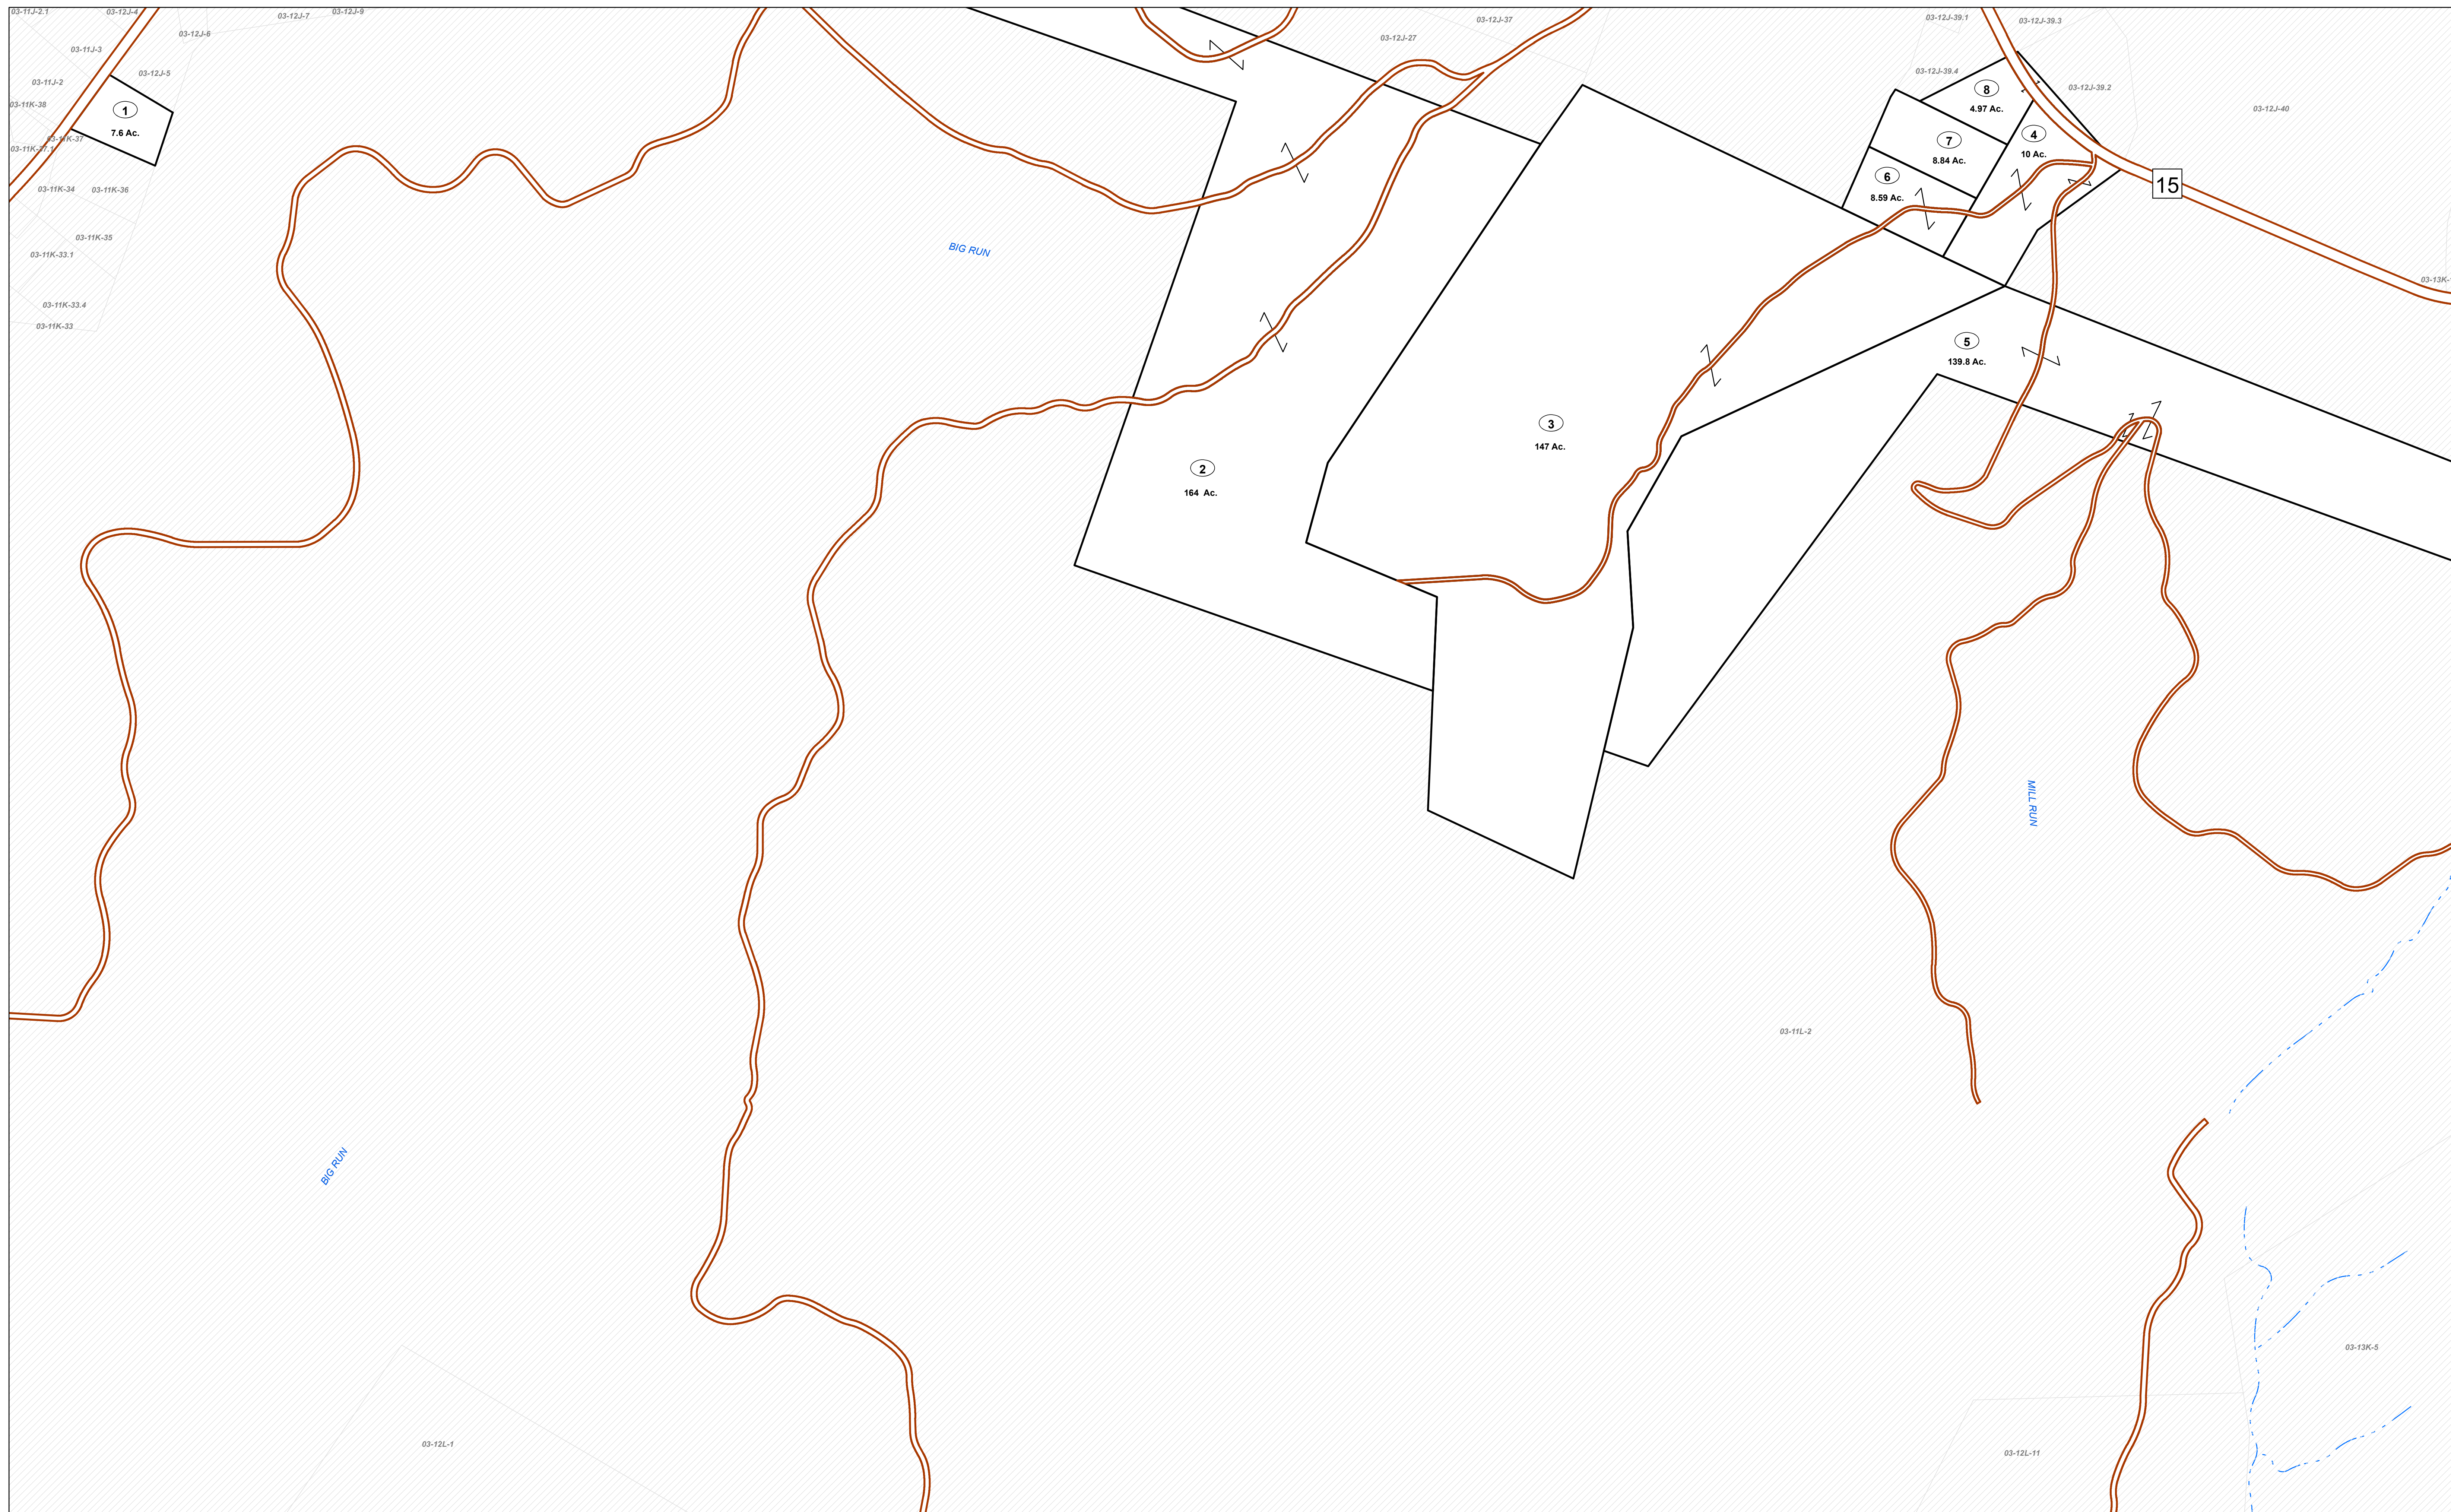 03-11J-2.1
03-12J-4
03-12J-7
03-12J-9
03-12J-6
03-11J-3
03-12J-5
03-11J-2
03-11K-38
1
7.6 Ac.
03-11K-37
03-11K-37.1
03-11K-34
03-11K-36
03-11K-35
03-11K-33.1
03-11K-33.4
03-11K-33
BIG RUN
03-12J-37
03-12J-27
03-12J-39.1
03-12J-39.3
03-12J-39.4
03-12J-39.2
03-12J-40
8
4.97 Ac.
4
10 Ac.
7
8.84 Ac.
6
8.59 Ac.
15
03-13K-
5
139.8 Ac.
3
147 Ac.
2
164 Ac.
MILL RUN
03-11L-2
BIG RUN
03-13K-5
03-12L-1
03-12L-11